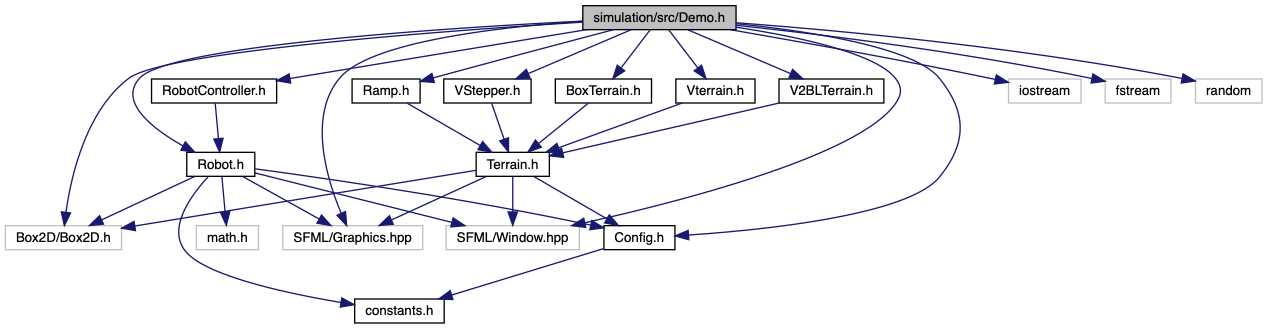 simulation/src/Demo.h
RobotController.h
Ramp.h
VStepper.h
BoxTerrain.h
Vterrain.h
V2BLTerrain.h
iostream
fstream
random
Robot.h
Terrain.h
Box2D/Box2D.h
math.h
SFML/Graphics.hpp
SFML/Window.hpp
Config.h
constants.h